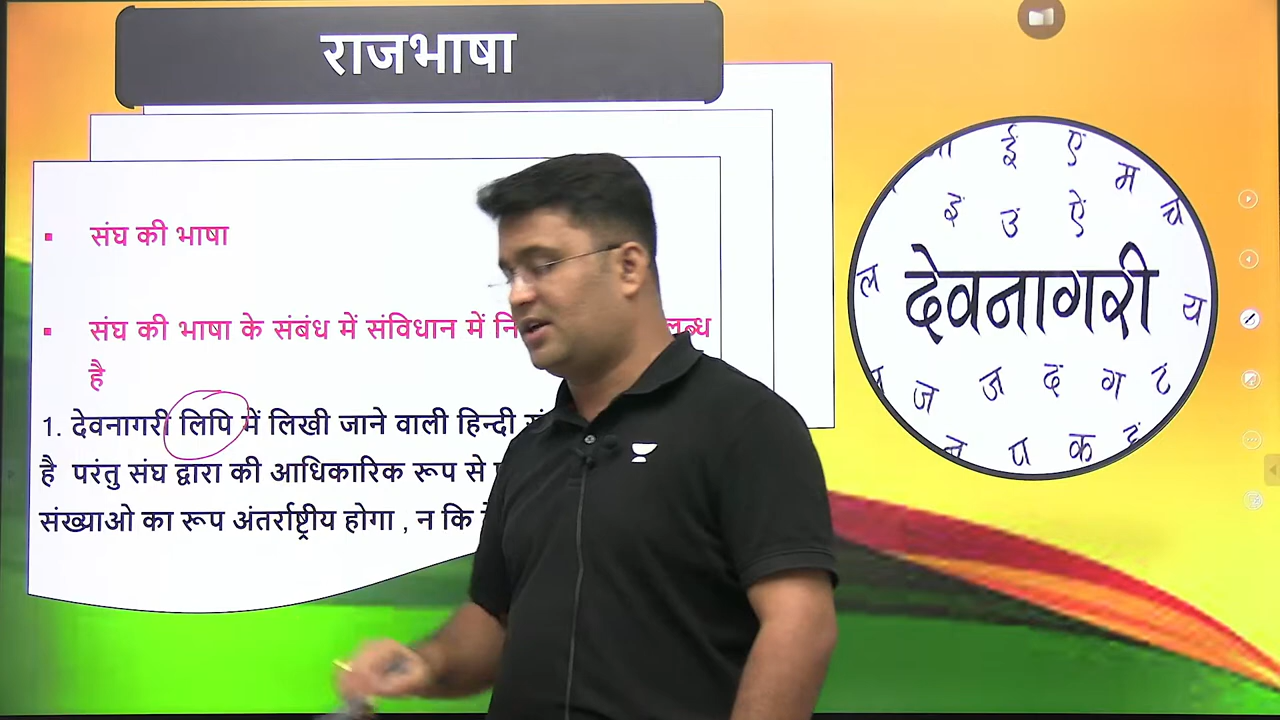 राजभाषा
संघ की भाषा
संघ की भाषा के संबंध में संविधान में
है
1. देवनागरी लिपि में लिखी जाने वाली हिन्दी
है परंतु संघ द्वारा की आधिकारिक रूप से
संख्याओ का रूप अंतर्राष्ट्रीय होगा , न कि
ई एं म
इं उं ऐं च
ल देवनागरी य
ज ज दं ग ट
न प क